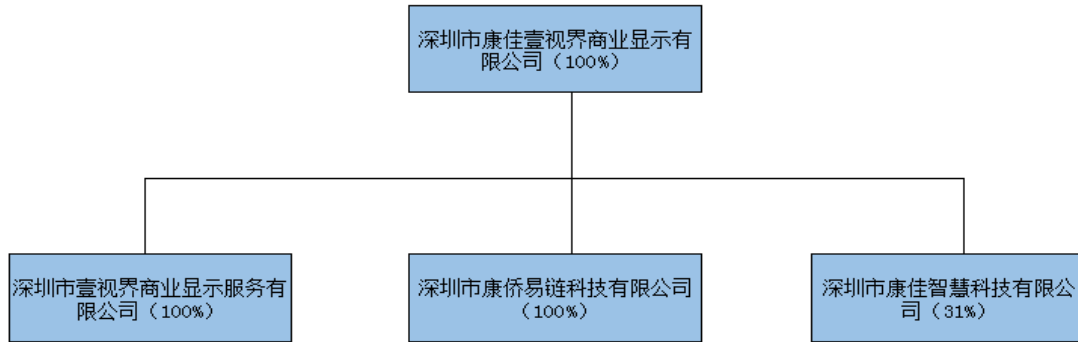 深圳市康佳壹视界商业显示有
限公司（100%）
深圳市壹视界商业显示服务有
限公司（100%）
深圳市康侨易链科技有限公司
（100%）
深圳市康佳智慧科技有限公
司（31%）